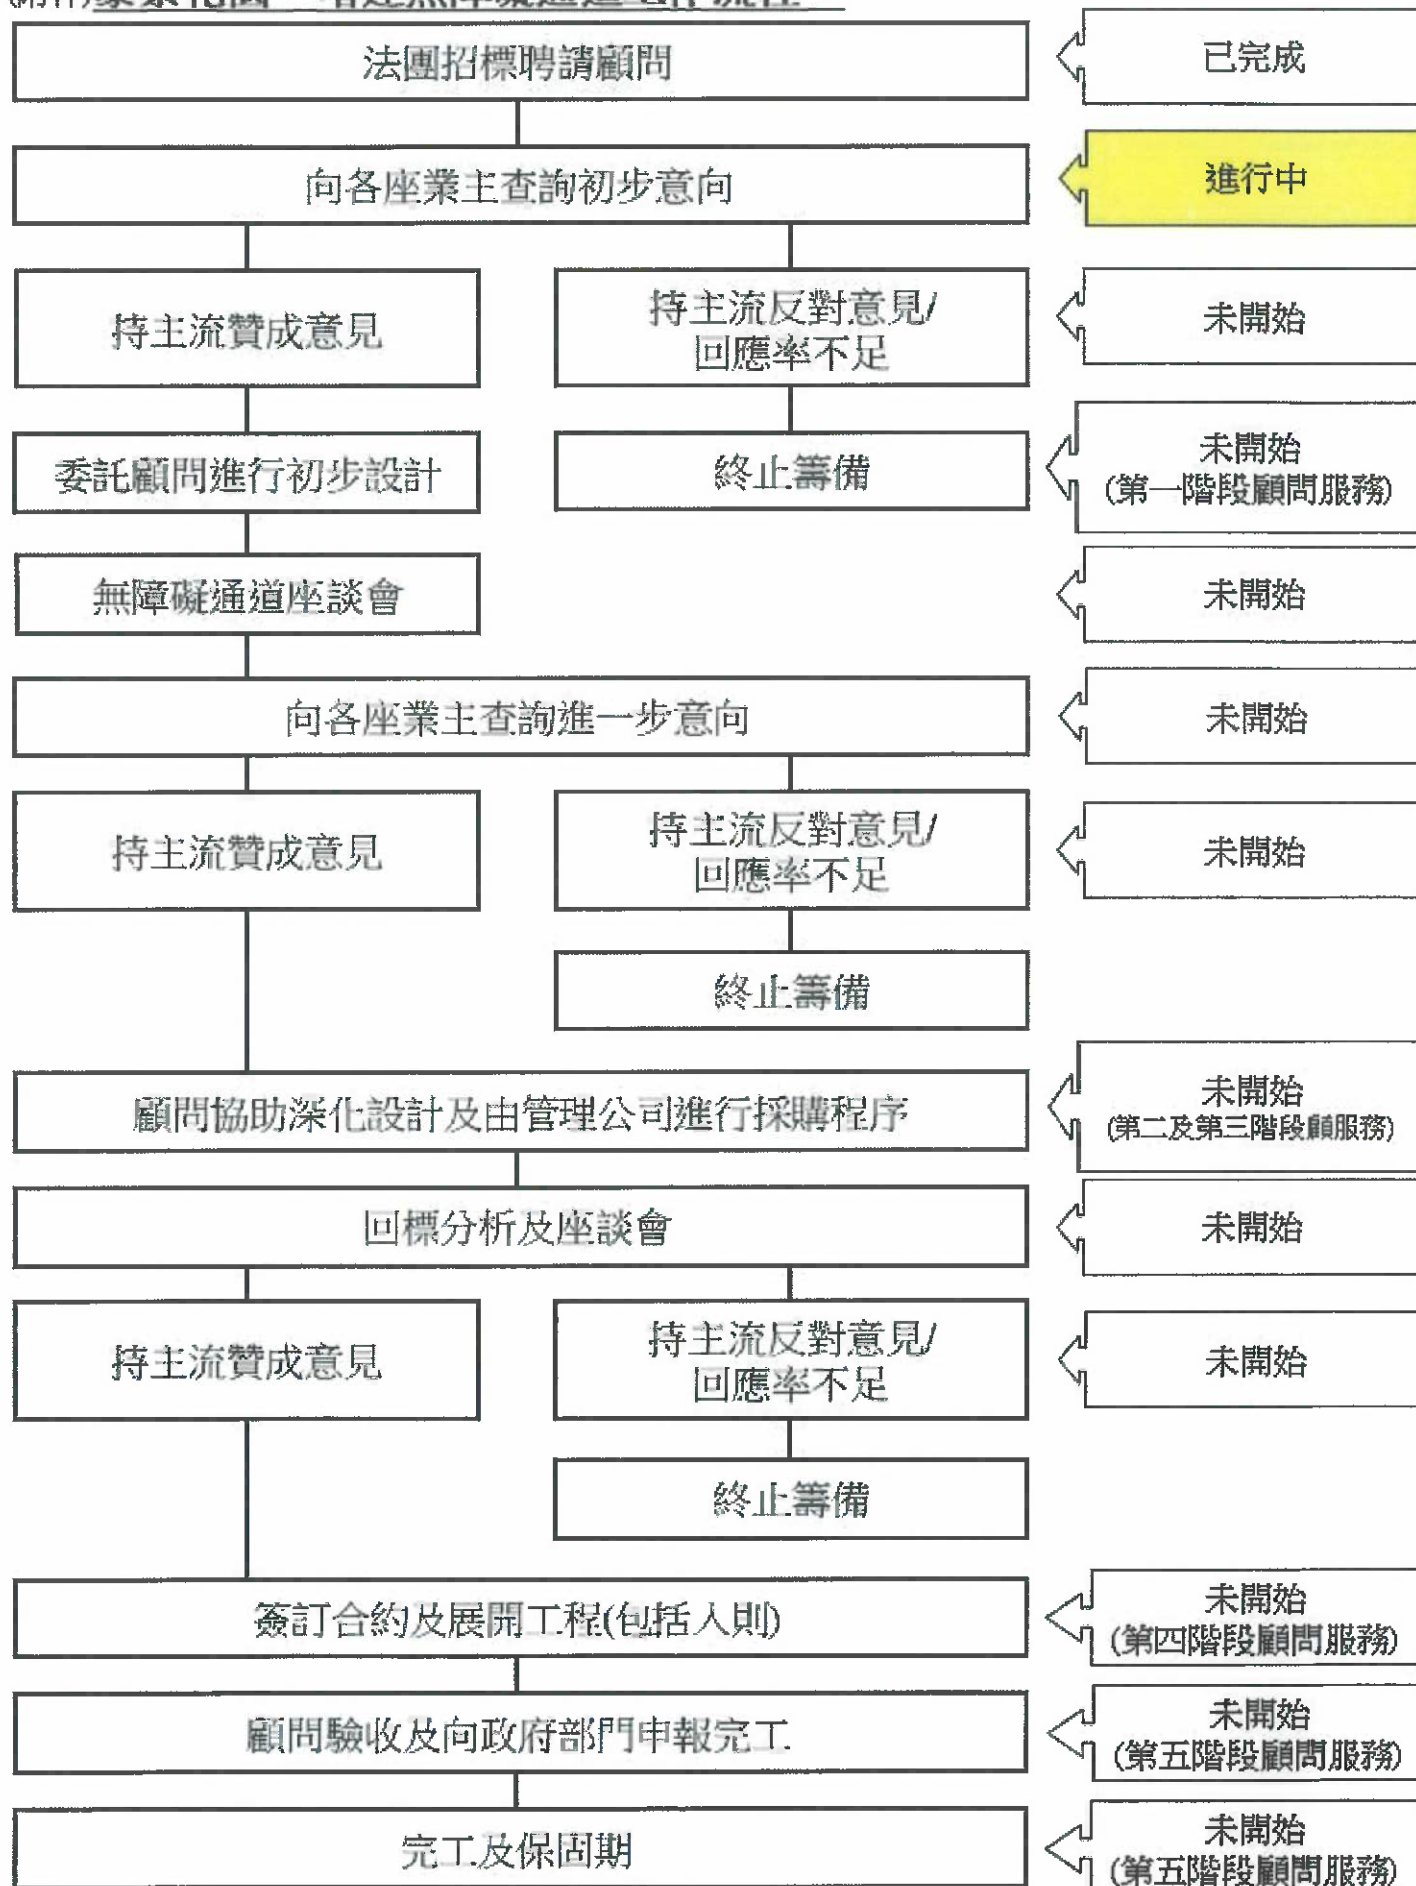 法團招標聘請顧問
已完成
向各座業主查詢初步意向
進行中
持主流贊成意見
持主流反對意見/
回應率不足
未開始
委託顧問進行初步設計
終止籌備
未開始
(第一階段顧問服務)
無障礙通道座談會
未開始
向各座業主查詢進一步意向
未開始
持主流贊成意見
持主流反對意見/
回應率不足
未開始
終止籌備
顧問協助深化設計及由管理公司進行採購程序
未開始
(第二及第三階段顧服務)
回標分析及座談會
未開始
持主流贊成意見
持主流反對意見/
回應率不足
未開始
終止籌備
簽訂合約及展開工程(包括入則)
未開始
(第四階段顧問服務)
顧問驗收及向政府部門申報完工
未開始
(第五階段顧問服務)
完工及保固期
未開始
(第五階段顧問服務)